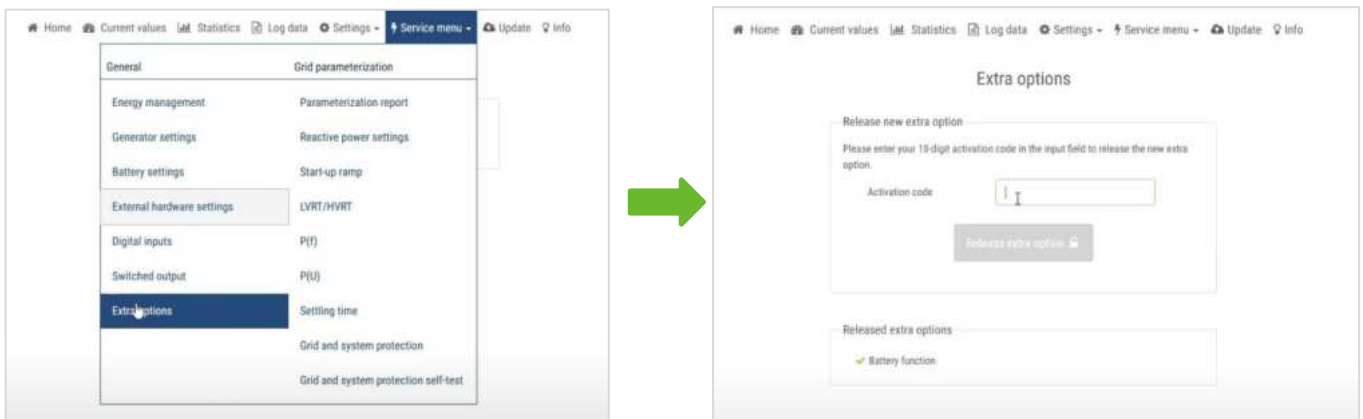 Home Current values Statistics Log data Settings Service menu Update Info
General
Energy management
Generator settings
Battery settings
External hardware settings
Digital inputs
Switched output
Extra options
Grid parameterization
Parameterization report
Reactive power settings
Start-up ramp
LVRT/HVRT
P(f)
P(U)
Settling time
Grid and system protection
Grid and system protection self-test
Home Current values Statistics Log data Settings Service menu Update Info
Extra options
Release new extra option
Please enter your 10-digit activation code in the input field to release the new extra
option.
Activation code
Release extra option
Released extra options
Battery function